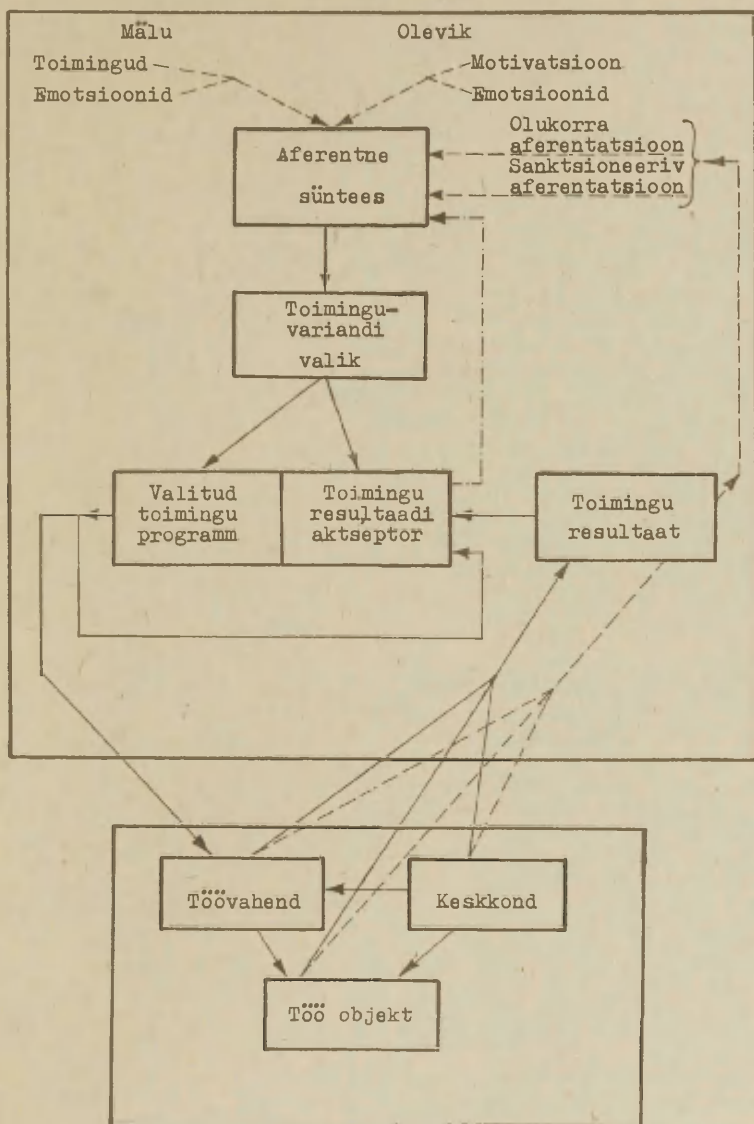 Mälu
Olevik
Toimingud
Emotsioonid
Motivatsioon
Emotsioonid
Olukorra
aferentatsioon
Sanktsioneeriv
aferentatsioon
Aferentne
süntees
Toimingu-
variandi
valik
Valitud
toimingu
programm
Toimingu
resultaadi
aktseptor
Toimingu
resultaat
Töövahend
Keskkond
Töö objekt